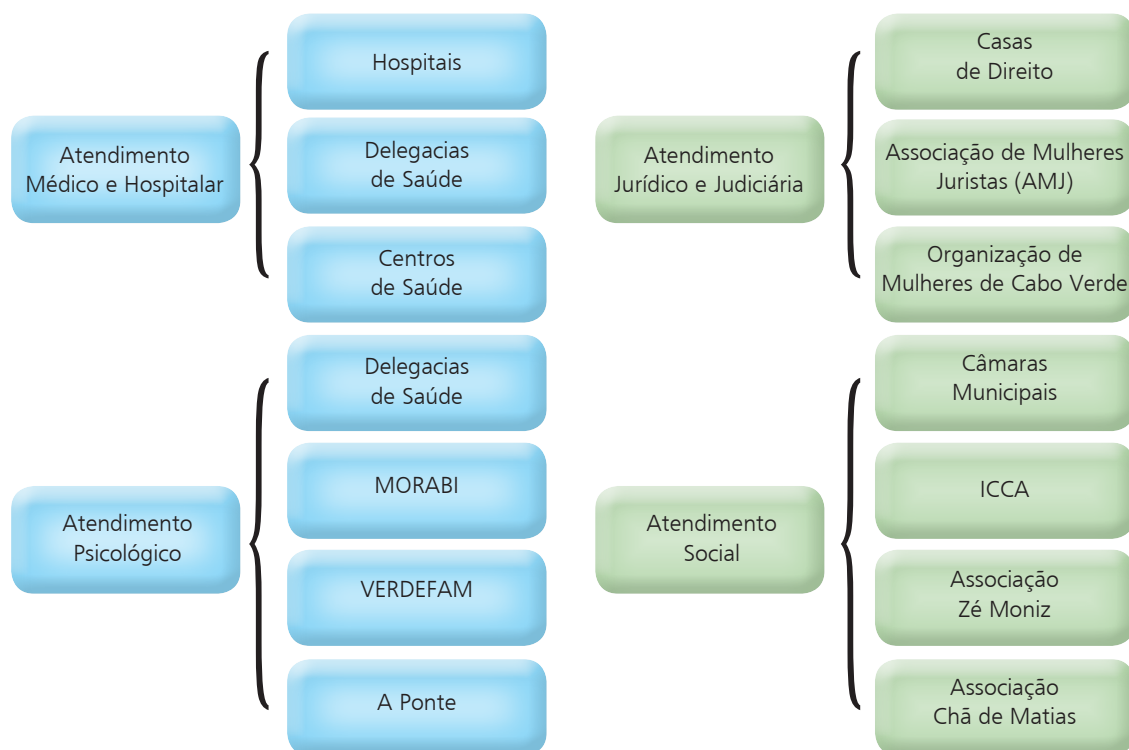 Atendimento
Médico e Hospitalar
Hospitais
Delegacias
de Saúde
Centros
de Saúde
Atendimento
Psicológico
Delegacias
de Saúde
MORABI
VERDEFAM
A Ponte
Atendimento
Jurídico e Judiciária
Casas
de Direito
Associação de Mulheres
Juristas (AMJ)
Organização de
Mulheres de Cabo Verde
Atendimento
Social
Câmaras
Municipais
ICCA
Associação
Zé Moniz
Associação
Chã de Matias